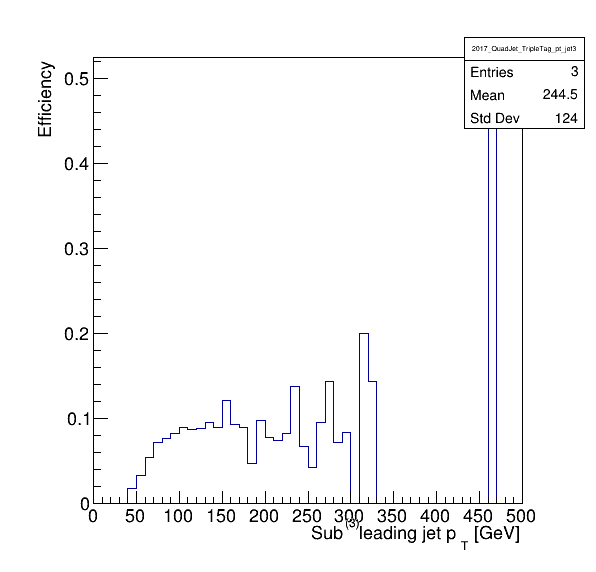 2017_QuadJet_TripleTag_pt_jet3
Entries 3
Mean 244.5
Std Dev 124
Efficiency
0.5
0.4
0.3
0.2
0.1
0
0 50 100 150 200 250 300 350 400 450 500
Sub(3)leading jet pT [GeV]